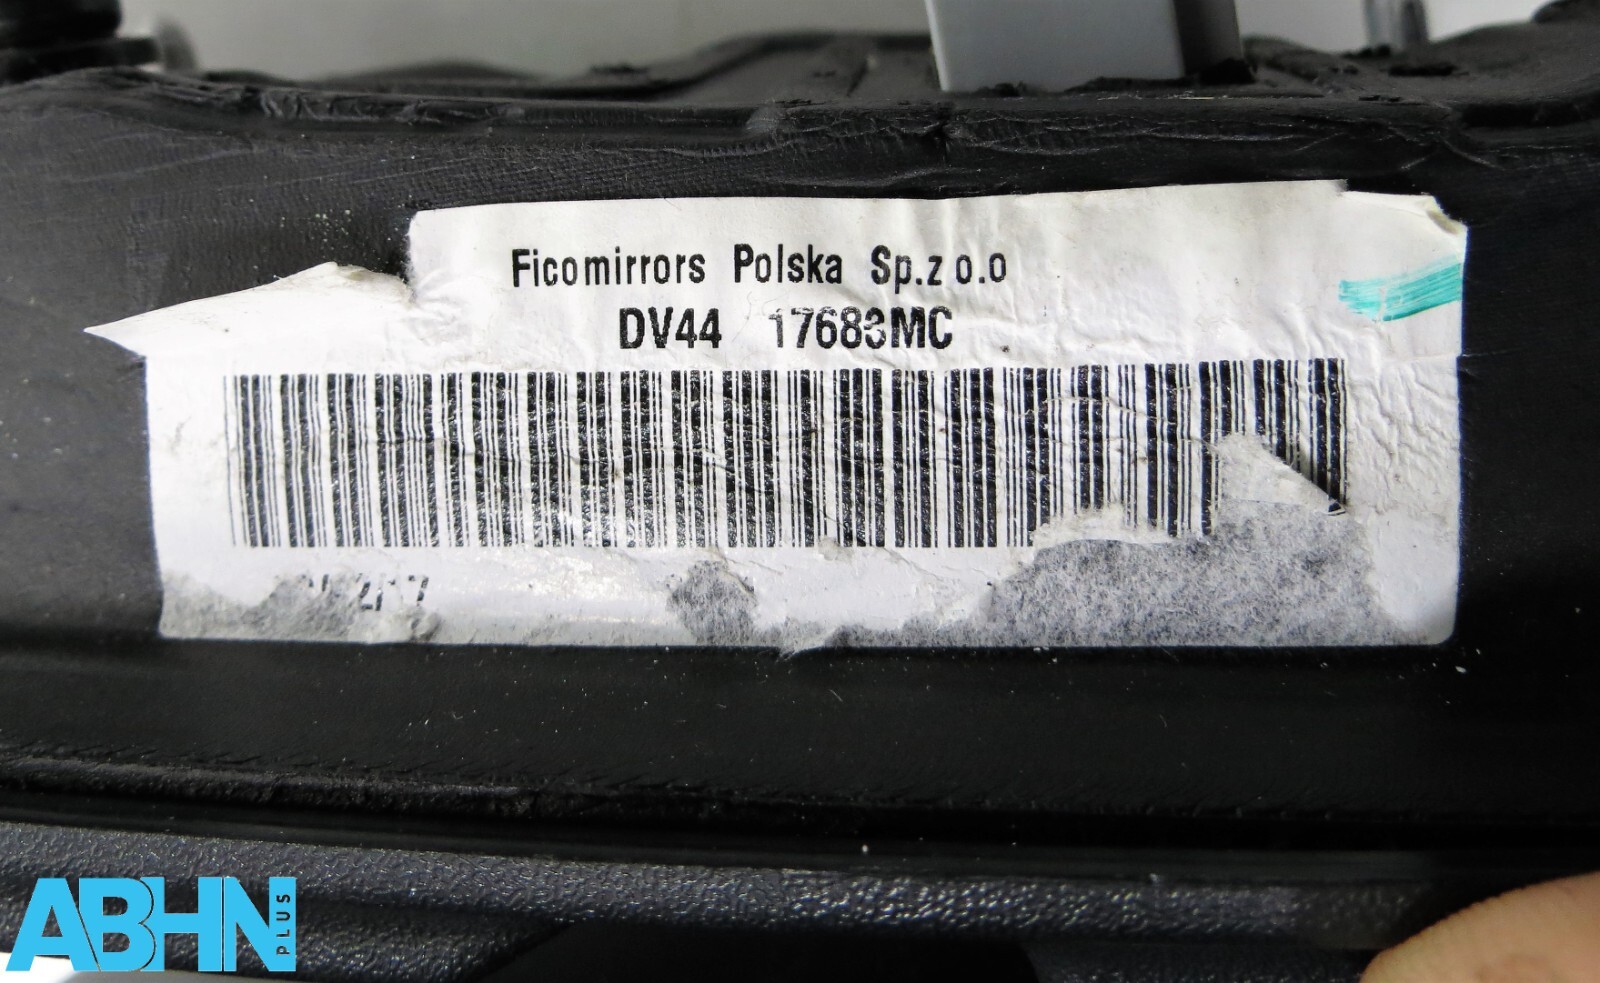 Ficomirrors Polska Sp.z o.o
DV44 17683MC
ABHN PLUS